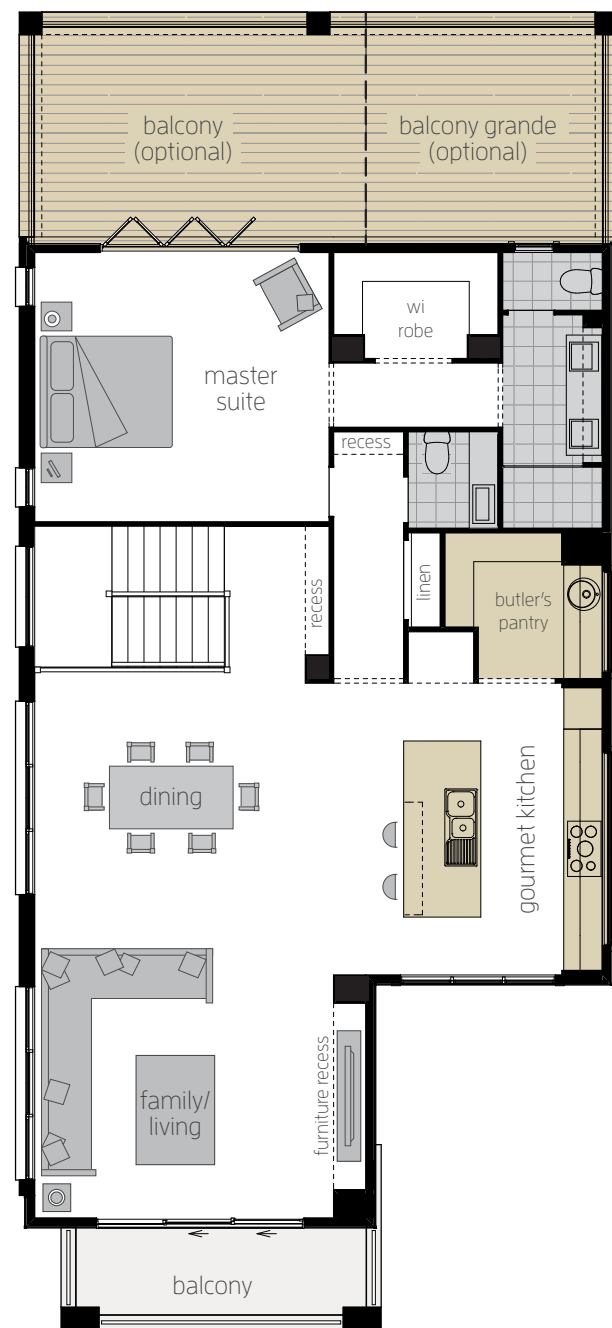 balcony
(optional)
balcony grande
(optional)
wi
robe
master
suite
recess
recess
linen
butler's
pantry
dining
gourmet kitchen
family/
living
furniture recess
balcony